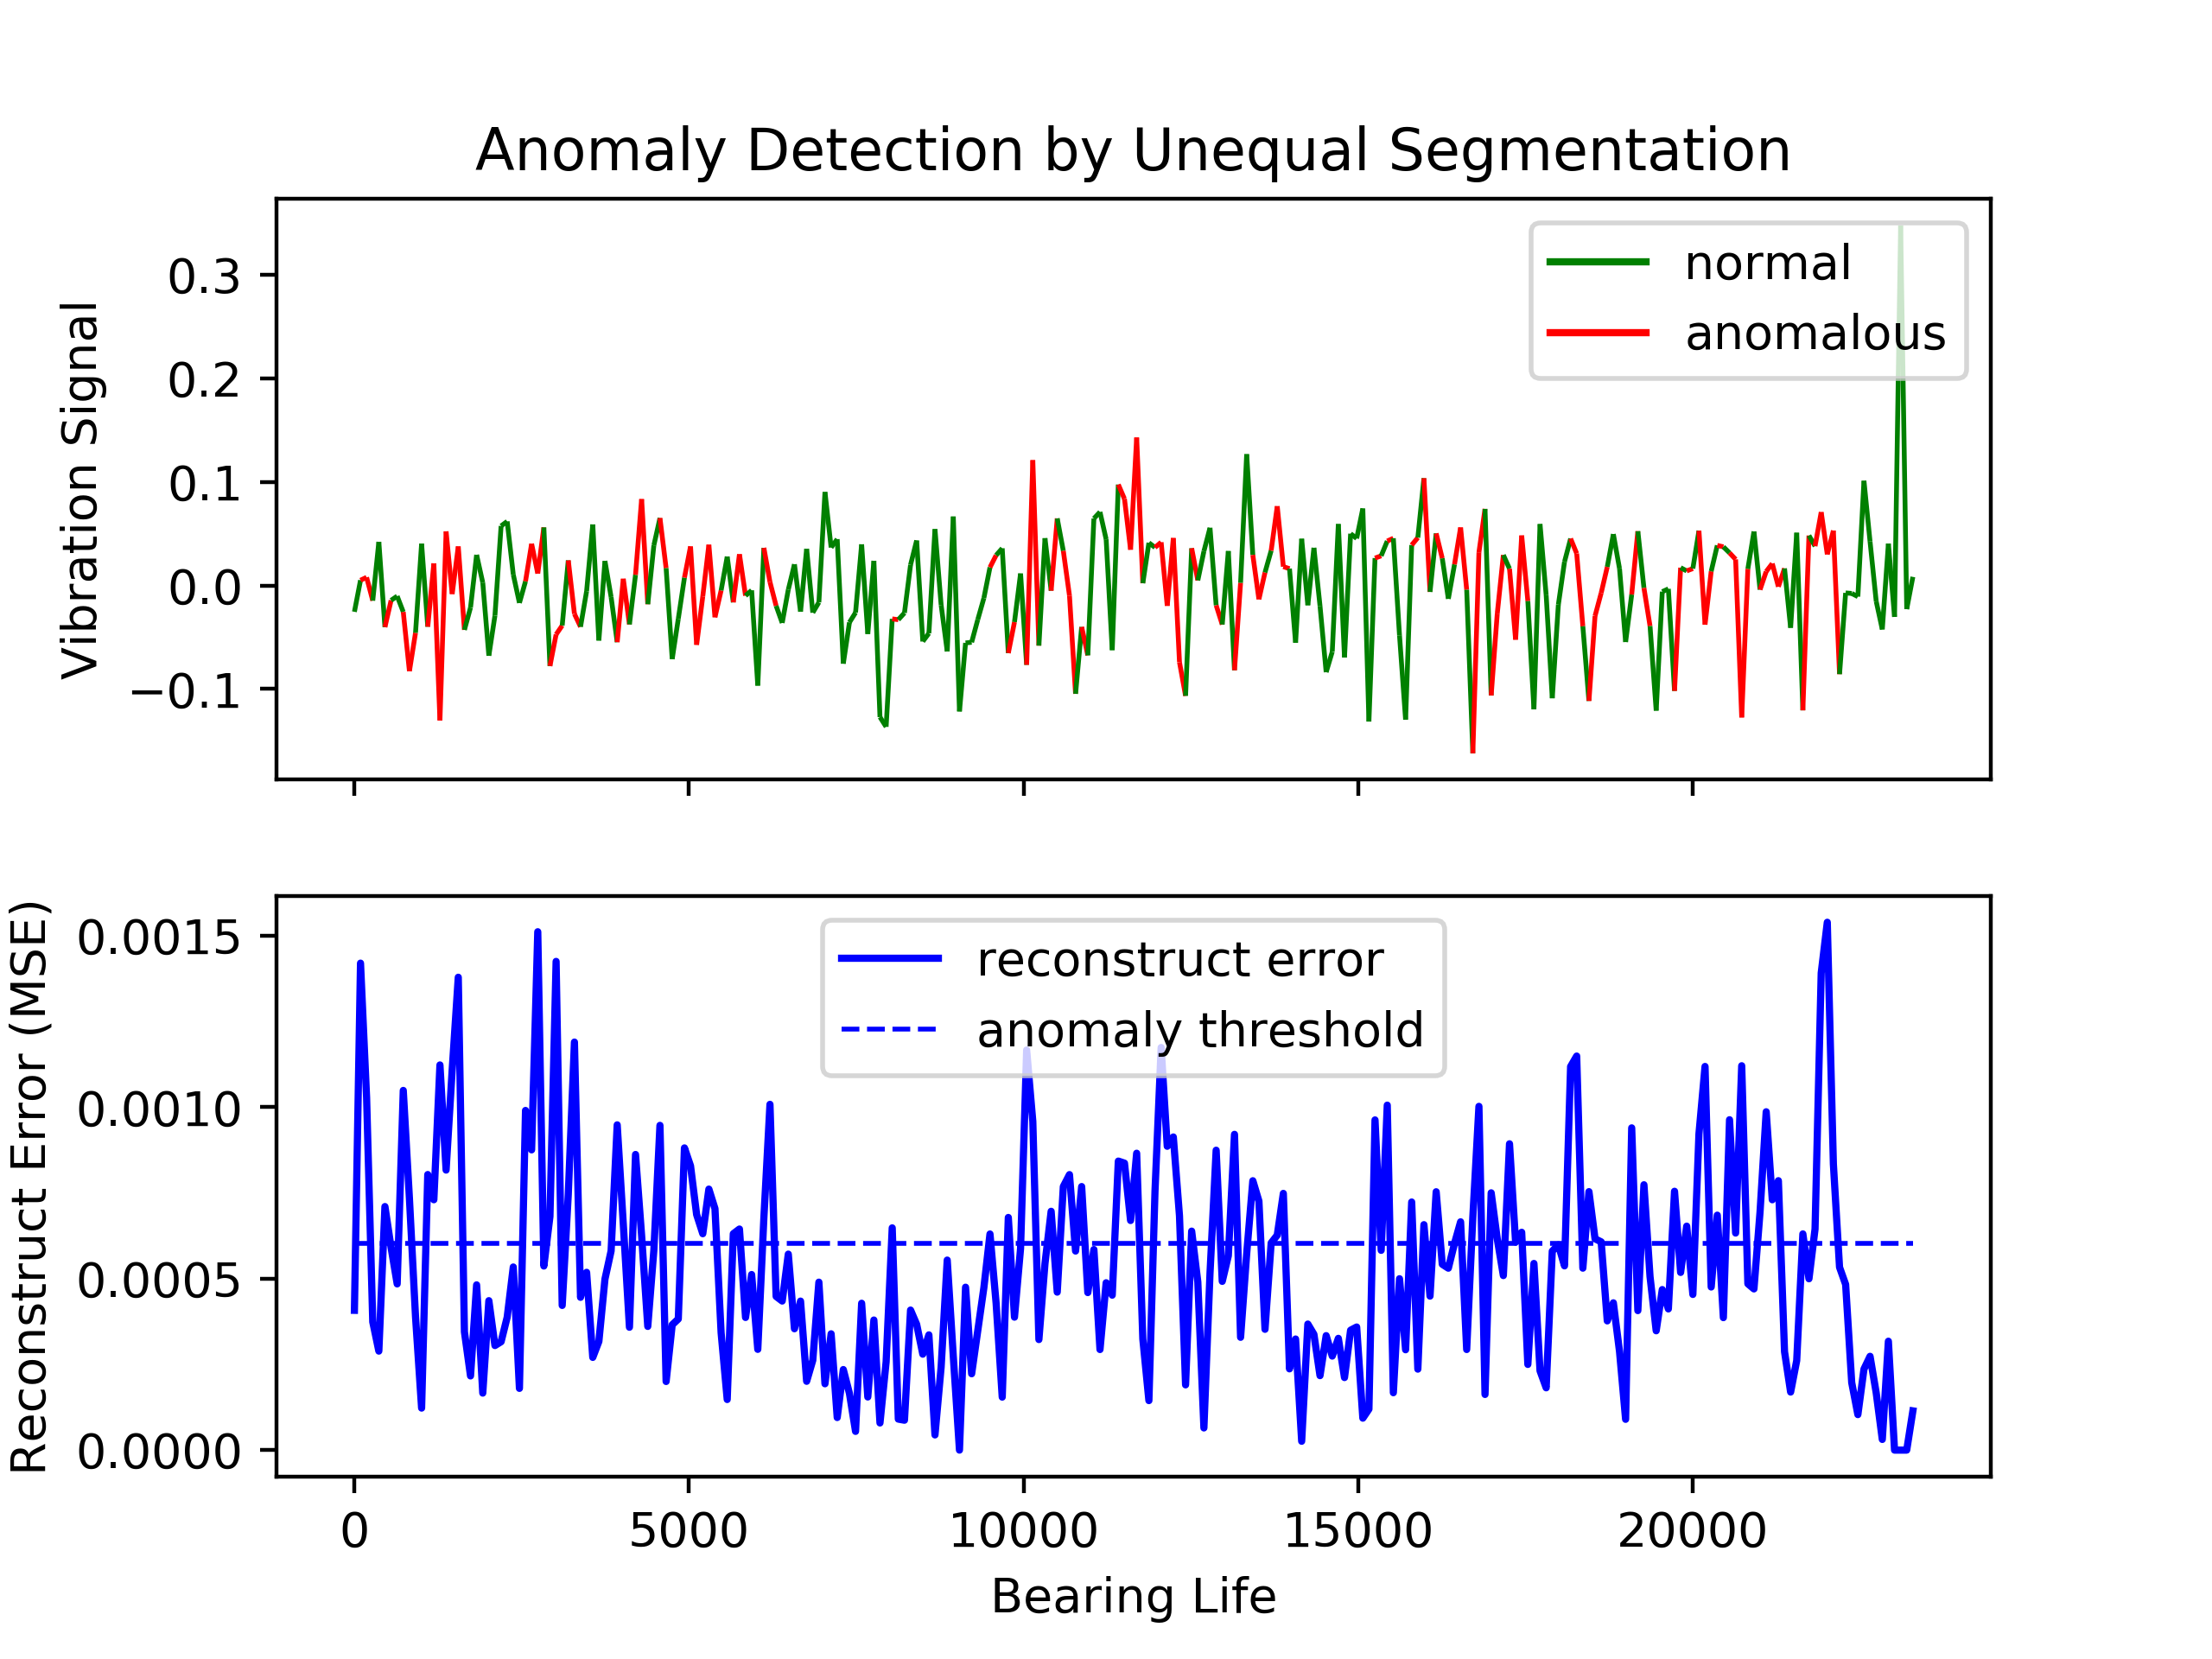 Anomaly Detection by Unequal Segmentation
Vibration Signal
0.3
0.2
0.1
0.0
−0.1
normal
anomalous
Reconstruct Error (MSE)
0.0015
0.0010
0.0005
0.0000
reconstruct error
anomaly threshold
0 5000 10000 15000 20000
Bearing Life